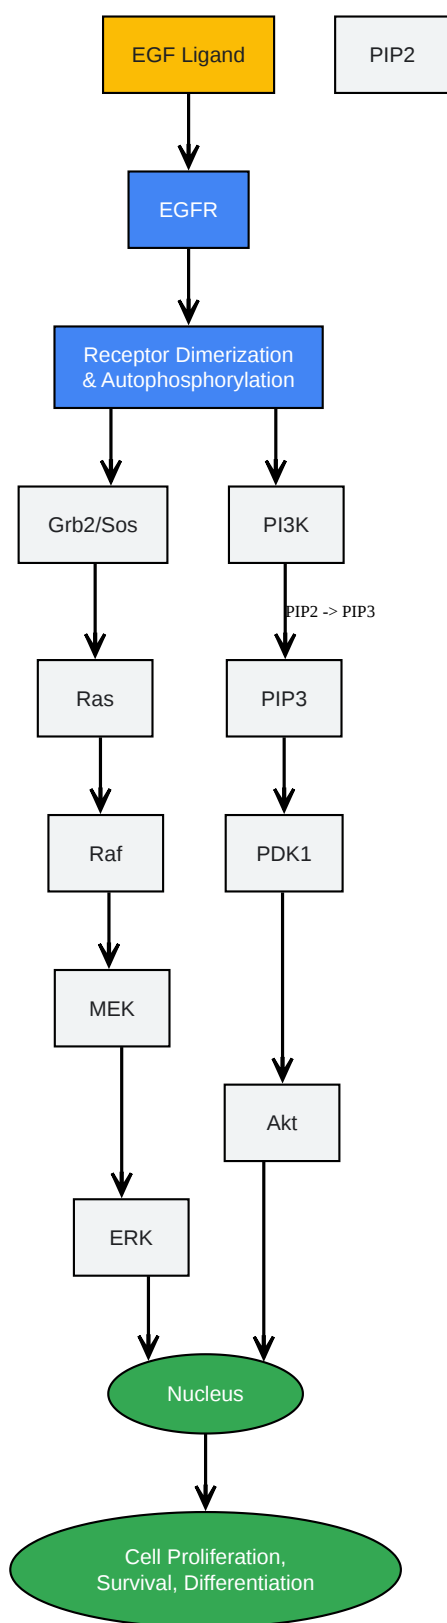 EGF Ligand
PIP2
EGFR
Receptor Dimerization
& Autophosphorylation
Grb2/Sos
PI3K
PIP2 -> PIP3
Ras
PIP3
Raf
PDK1
MEK
Akt
ERK
Nucleus
Cell Proliferation,
Survival, Differentiation